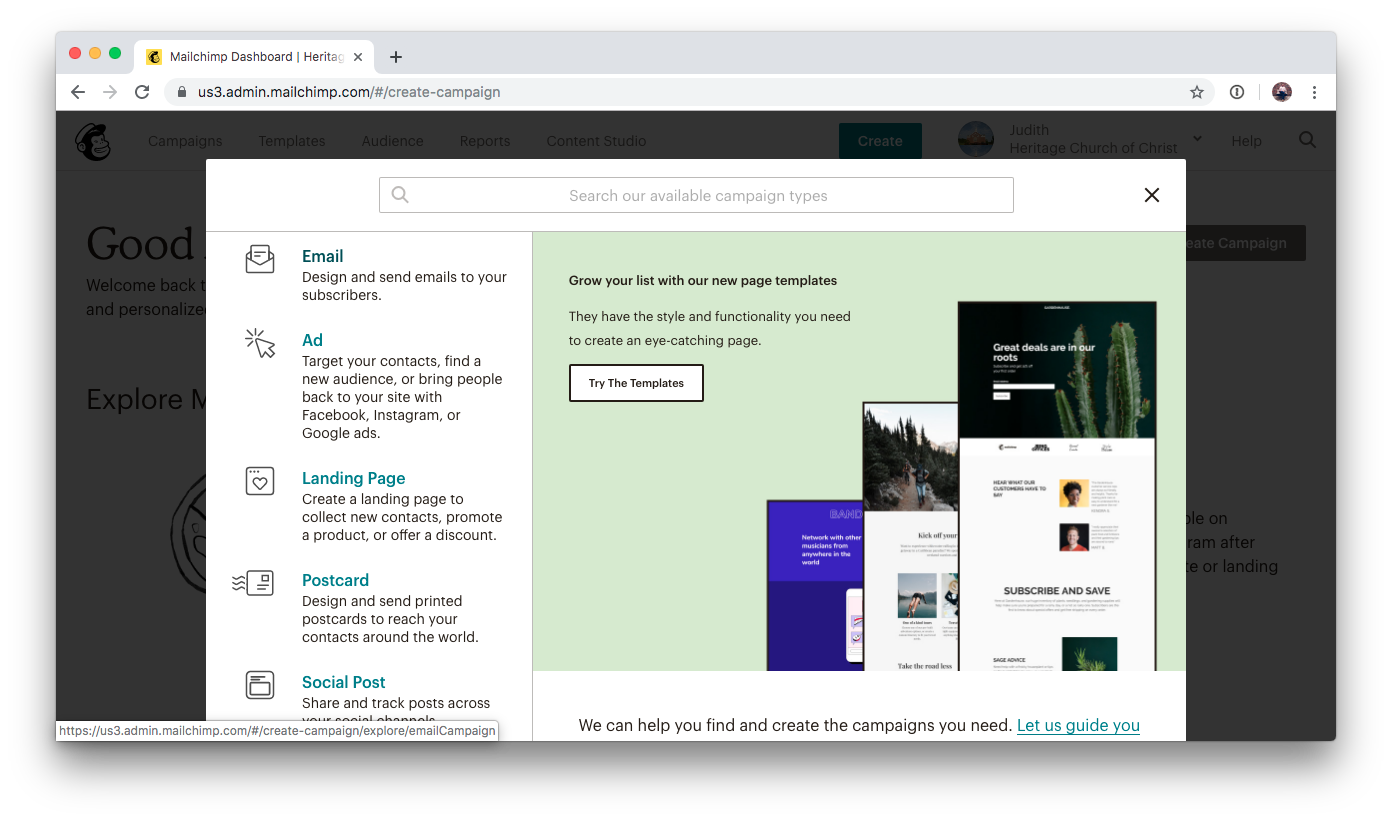 Mailchimp Dashboard | Heritag
us3.admin.mailchimp.com/#/create-campaign
Campaigns
Templates
Audience
Reports
Content Studio
Create
Judith
Heritage Church of Christ
Help
Search our available campaign types
Good
Welcome back t
and personalize
eate Campaign
Explore M
Email
Design and send emails to your
subscribers.
Ad
Target your contacts, find a
new audience, or bring people
back to your site with
Facebook, Instagram, or
Google ads.
Landing Page
Create a landing page to
collect new contacts, promote
a product, or offer a discount.
Postcard
Design and send printed
postcards to reach your
contacts around the world.
Social Post
Share and track posts across
your social channels.
Grow your list with our new page templates
They have the style and functionality you need
to create an eye-catching page.
Try The Templates
BAND
Network with other
musicians from
anywhere in the
world
Kick off your
Take the road less
Great deals are in our
roots
HEAR WHAT OUR
CUSTOMERS HAVE TO
SAY
SUBSCRIBE AND SAVE
SAGE ADVICE
ble on
ram after
te or landing
We can help you find and create the campaigns you need. Let us guide you
https://us3.admin.mailchimp.com/#/create-campaign/explore/emailCampaign